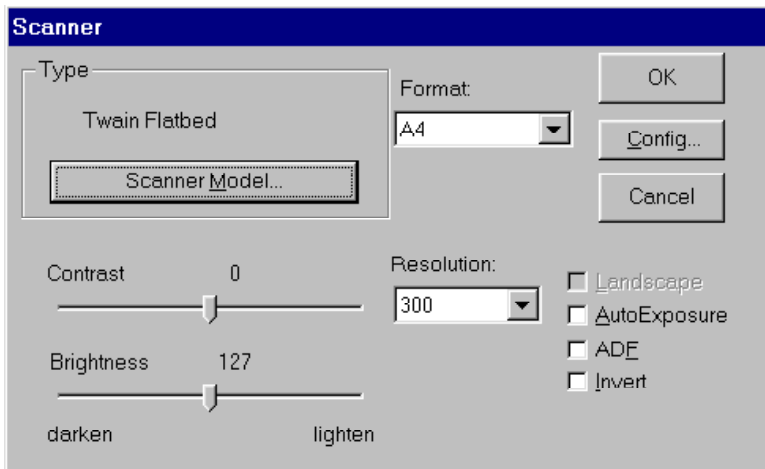 Scanner
Type
Twain Flatbed
Scanner Model...
Format:
A4
OK
Config...
Cancel
Contrast 0
Brightness 127
darken lighten
Resolution:
300
Landscape
AutoExposure
ADF
Invert